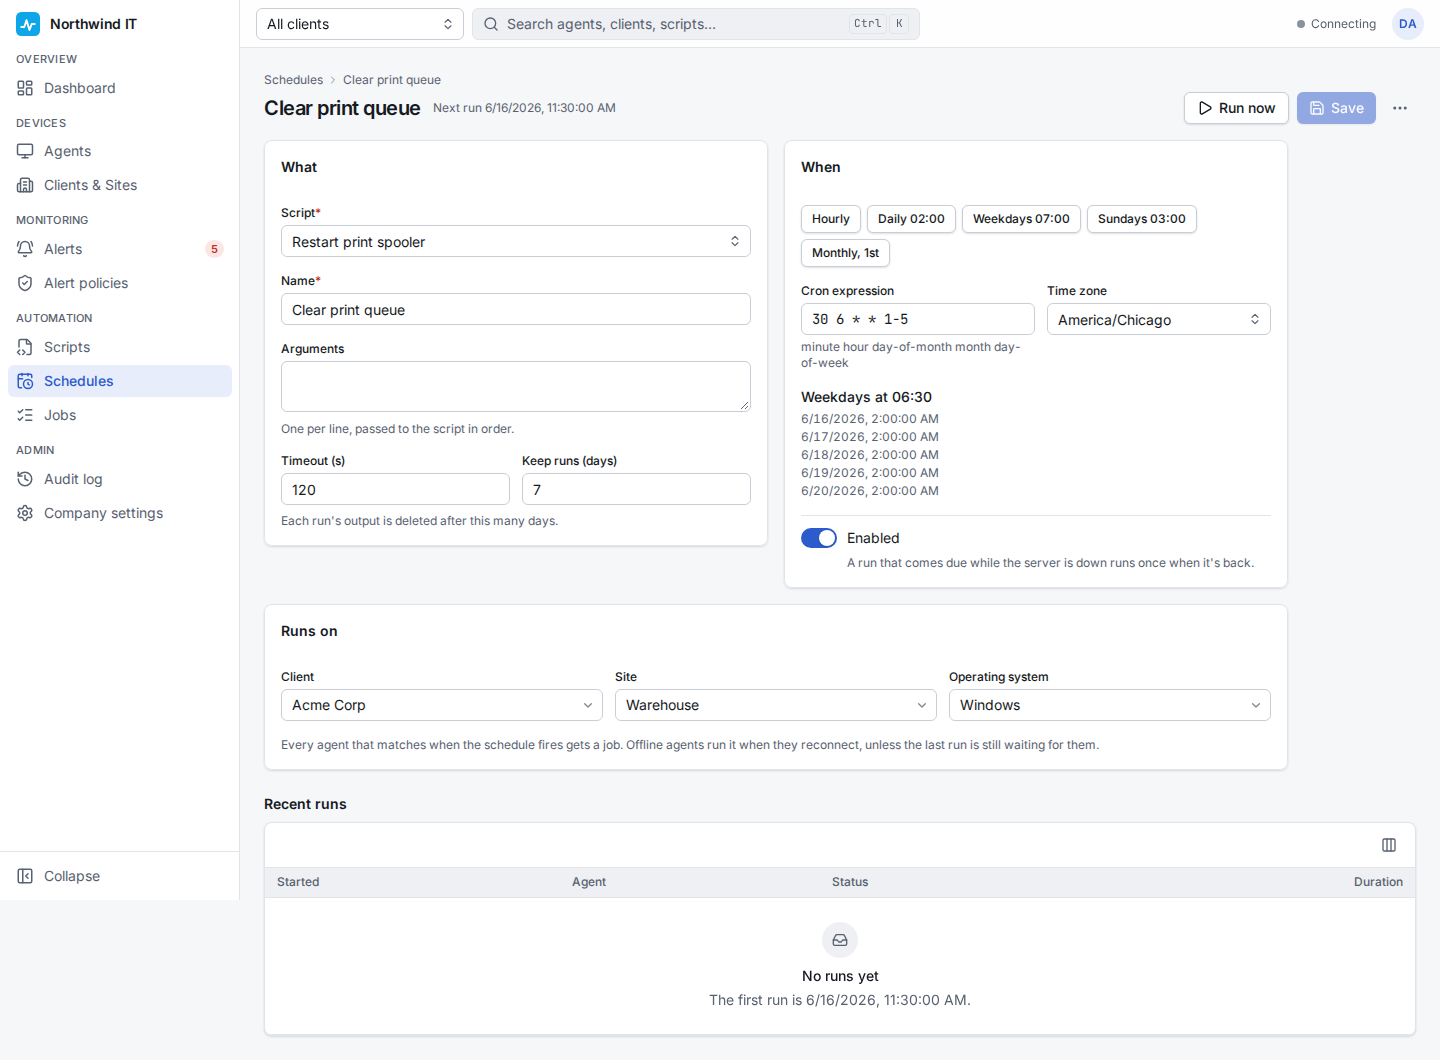 Northwind IT
All clients
Search agents, clients, scripts...
Ctrl K
Connecting
DA
OVERVIEW
Dashboard
DEVICES
Agents
Clients & Sites
MONITORING
Alerts
5
Alert policies
AUTOMATION
Scripts
Schedules
Jobs
ADMIN
Audit log
Company settings
Collapse
Schedules > Clear print queue
Clear print queue
Next run 6/16/2026, 11:30:00 AM
Run now
Save
What
Script*
Restart print spooler
Name*
Clear print queue
Arguments
One per line, passed to the script in order.
Timeout (s)
Keep runs (days)
120
7
Each run's output is deleted after this many days.
When
Hourly
Daily 02:00
Weekdays 07:00
Sundays 03:00
Monthly, 1st
Cron expression
Time zone
30 6 * * 1-5
America/Chicago
minute hour day-of-month month day-
of-week
Weekdays at 06:30
6/16/2026, 2:00:00 AM
6/17/2026, 2:00:00 AM
6/18/2026, 2:00:00 AM
6/19/2026, 2:00:00 AM
6/20/2026, 2:00:00 AM
Enabled
A run that comes due while the server is down runs once when it's back.
Runs on
Client
Site
Operating system
Acme Corp
Warehouse
Windows
Every agent that matches when the schedule fires gets a job. Offline agents run it when they reconnect, unless the last run is still waiting for them.
Recent runs
Started
Agent
Status
Duration
No runs yet
The first run is 6/16/2026, 11:30:00 AM.